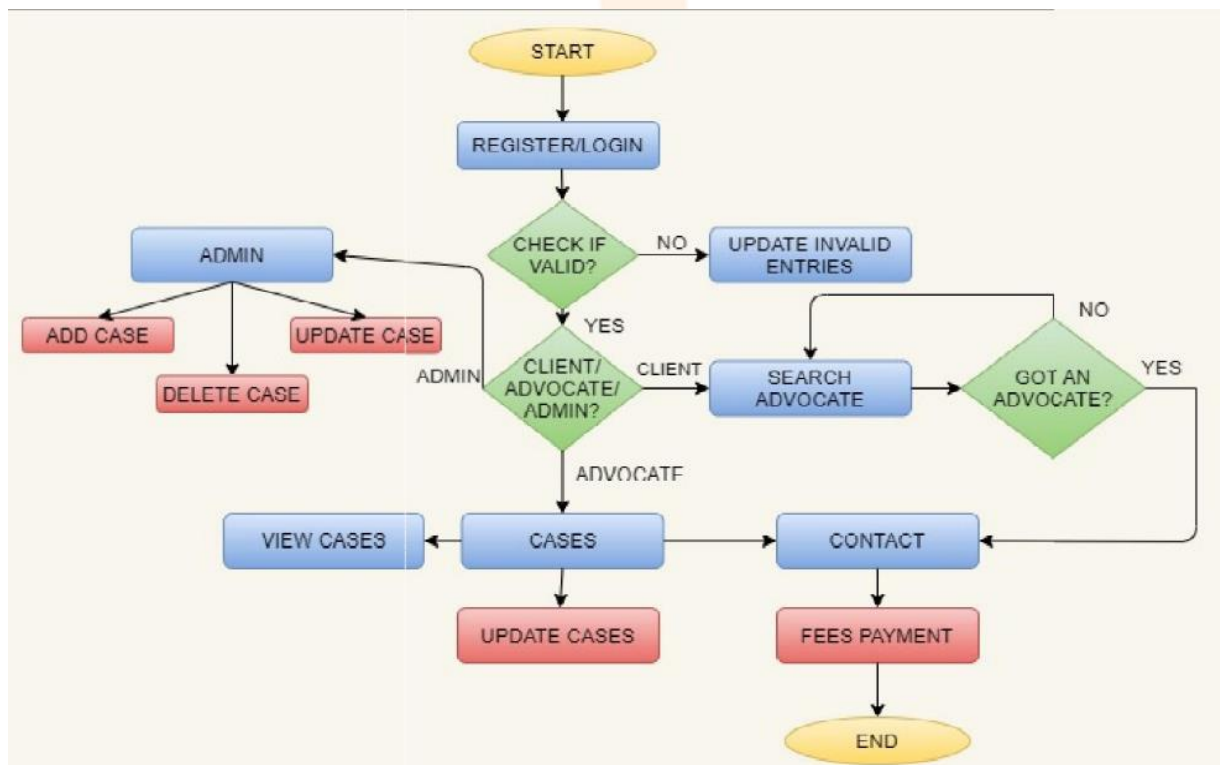 START
REGISTER/LOGIN
CHECK IF
VALID?
NO
UPDATE INVALID
ENTRIES
ADMIN
ADD CASE
UPDATE CASE
DELETE CASE
YES
ADMIN
CLIENT/
ADVOCATE/
ADMIN?
CLIENT
SEARCH
ADVOCATE
NO
GOT AN
ADVOCATE?
YES
ADVOCATE
VIEW CASES
CASES
CONTACT
UPDATE CASES
FEES PAYMENT
END